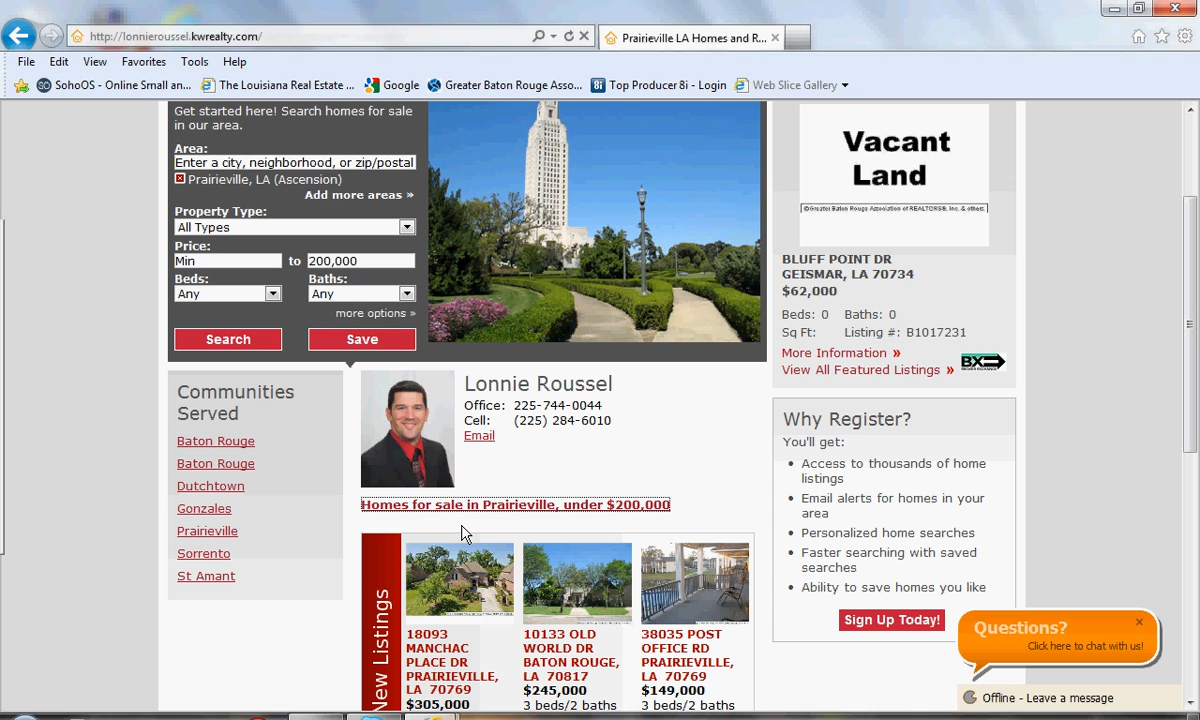 http://lonnieroussel.kwrealty.com/
Prairieville LA Homes and R...
File Edit View Favorites Tools Help
SohoOS - Online Small an...
The Louisiana Real Estate ...
Google
Greater Baton Rouge Asso...
Top Producer 8i - Login
Web Slice Gallery
Get started here! Search homes for sale
in our area.
Area:
Enter a city, neighborhood, or zip/postal
Prairieville, LA (Ascension)
Add more areas »
Property Type:
All Types
Price:
Min to 200,000
Beds: Baths:
Any Any
more options »
Search Save
Vacant
Land
©Greater Baton Rouge Association of REALTORS®, Inc. & others.
BLUFF POINT DR
GEISMAR, LA 70734
$62,000
Beds: 0 Baths: 0
Sq Ft: Listing #: B1017231
More Information »
View All Featured Listings »
BX
Communities
Served
Baton Rouge
Baton Rouge
Dutchtown
Gonzales
Prairieville
Sorrento
St Amant
Lonnie Roussel
Office: 225-744-0044
Cell: (225) 284-6010
Email
Homes for sale in Prairieville, under $200,000
New Listings
18093
MANCHAC
PLACE DR
PRAIRIEVILLE,
LA 70769
$305,000
10133 OLD
WORLD DR
BATON ROUGE,
LA 70817
$245,000
3 beds/2 baths
38035 POST
OFFICE RD
PRAIRIEVILLE,
LA 70769
$149,000
3 beds/2 baths
Why Register?
You'll get:
• Access to thousands of home
listings
• Email alerts for homes in your
area
• Personalized home searches
• Faster searching with saved
searches
• Ability to save homes you like
Sign Up Today!
Questions?
Click here to chat with us!
Offline - Leave a message